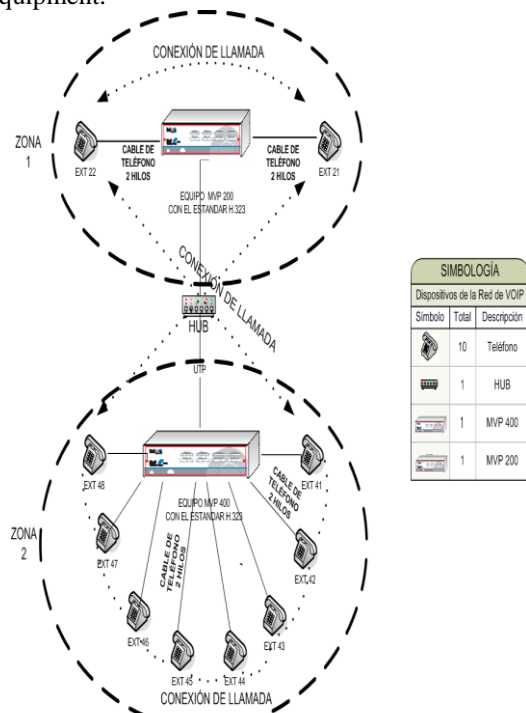 quipment.
CONEXIÓN DE LLAMADA
ZONA
1
EXT 22
CABLE DE
TELÉFONO
2 HILOS
CABLE DE
TELÉFONO
2 HILOS
EXT 21
EQUIPO MVP 200
CON EL ESTANDAR H.323
CONEXIÓN DE LLAMADA
HUB
UTP
ZONA
2
EXT 48
EXT 41
EQUIPO MVP 400
CON EL ESTANDAR H.323
CABLE DE
TELÉFONO
2 HILOS
CABLE DE
TELÉFONO
2 HILOS
EXT 47
EXT 42
EXT 46
EXT 43
EXT 45
EXT 44
CONEXIÓN DE LLAMADA
SIMBOLOGÍA
Dispositivos de la Red de VOIP
Símbolo Total Descripción
10 Teléfono
1 HUB
1 MVP 400
1 MVP 200